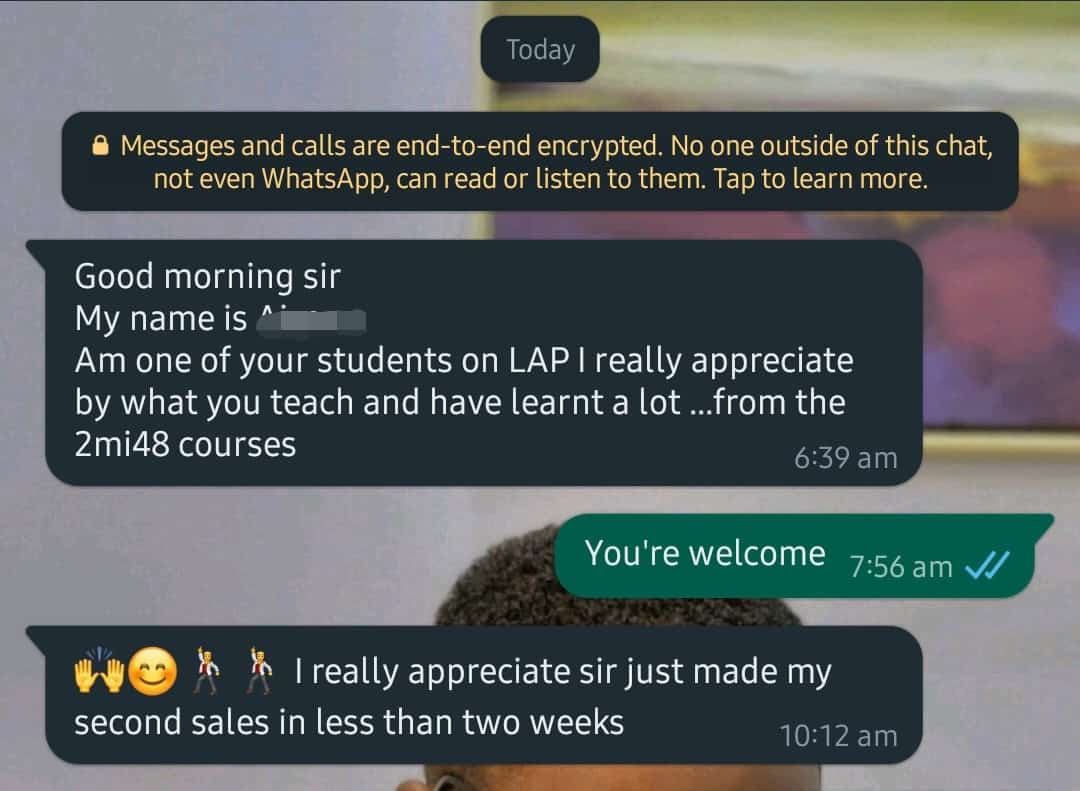 Today
🔒 Messages and calls are end-to-end encrypted. No one outside of this chat,
not even WhatsApp, can read or listen to them. Tap to learn more.
Good morning sir
My name is
Am one of your students on LAP I really appreciate
by what you teach and have learnt a lot ...from the
2mi48 courses
6:39 am
You're welcome 7:56 am
🙌😊🕺🕺 I really appreciate sir just made my
second sales in less than two weeks
10:12 am